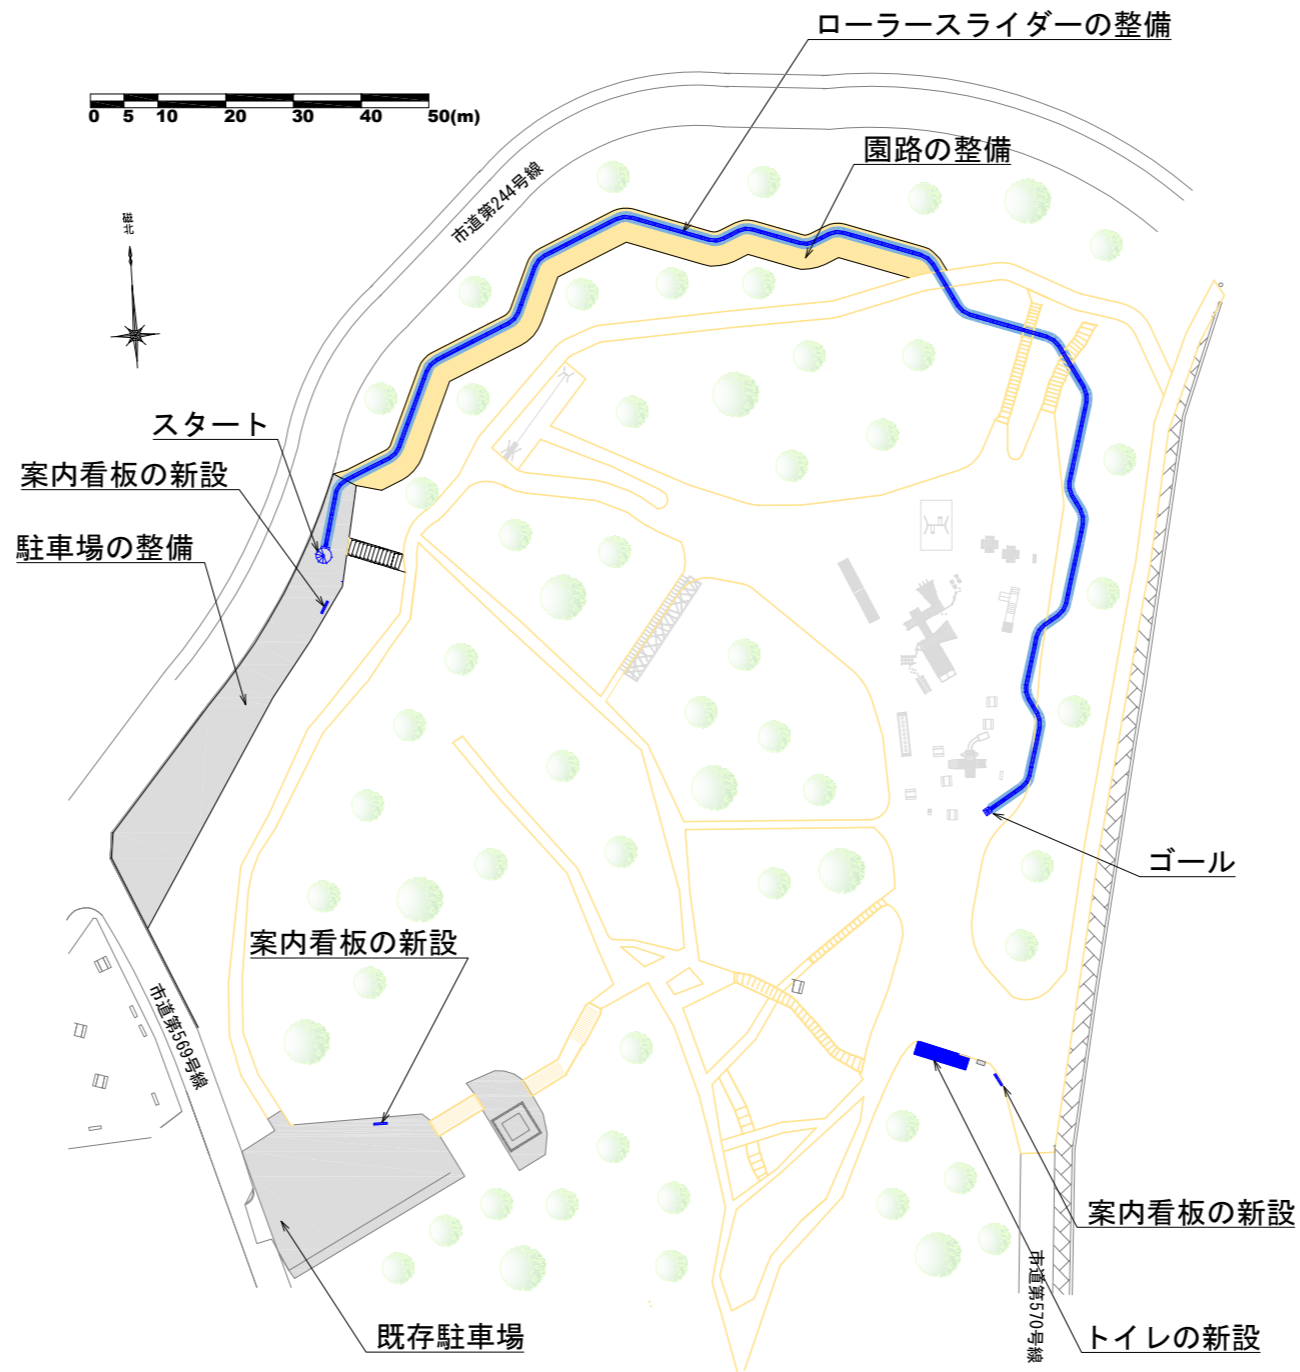 ローラースライダーの整備
0 5 10 20 30 40 50(m)
園路の整備
市道第244号線
磁北
スタート
案内看板の新設
駐車場の整備
ゴール
案内看板の新設
市道第569号線
案内看板の新設
市道第570号線
既存駐車場
トイレの新設